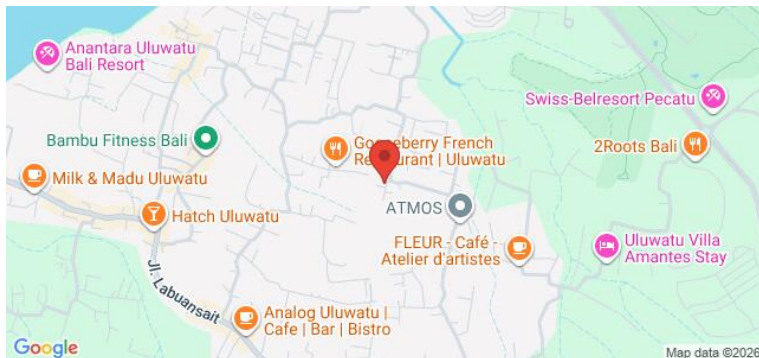 Anantara Uluwatu
Bali Resort
Swiss-Belresort Pecatu
Bambu Fitness Bali
Gooseberry French
Restaurant | Uluwatu
2Roots Bali
Milk & Madu Uluwatu
ATMOS
Hatch Uluwatu
FLEUR - Café -
Atelier d'artistes
Uluwatu Villa
Amantes Stay
Jl. Labuansait
Analog Uluwatu |
Cafe | Bar | Bistro
Google
Map data ©2026